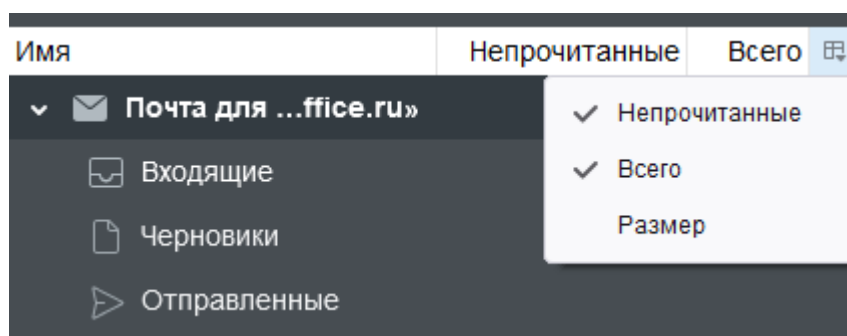 Имя Непрочитанные Всего
Почта для ...ffice.ru»
Непрочитанные
Входящие
Всего
Черновики
Размер
Отправленные